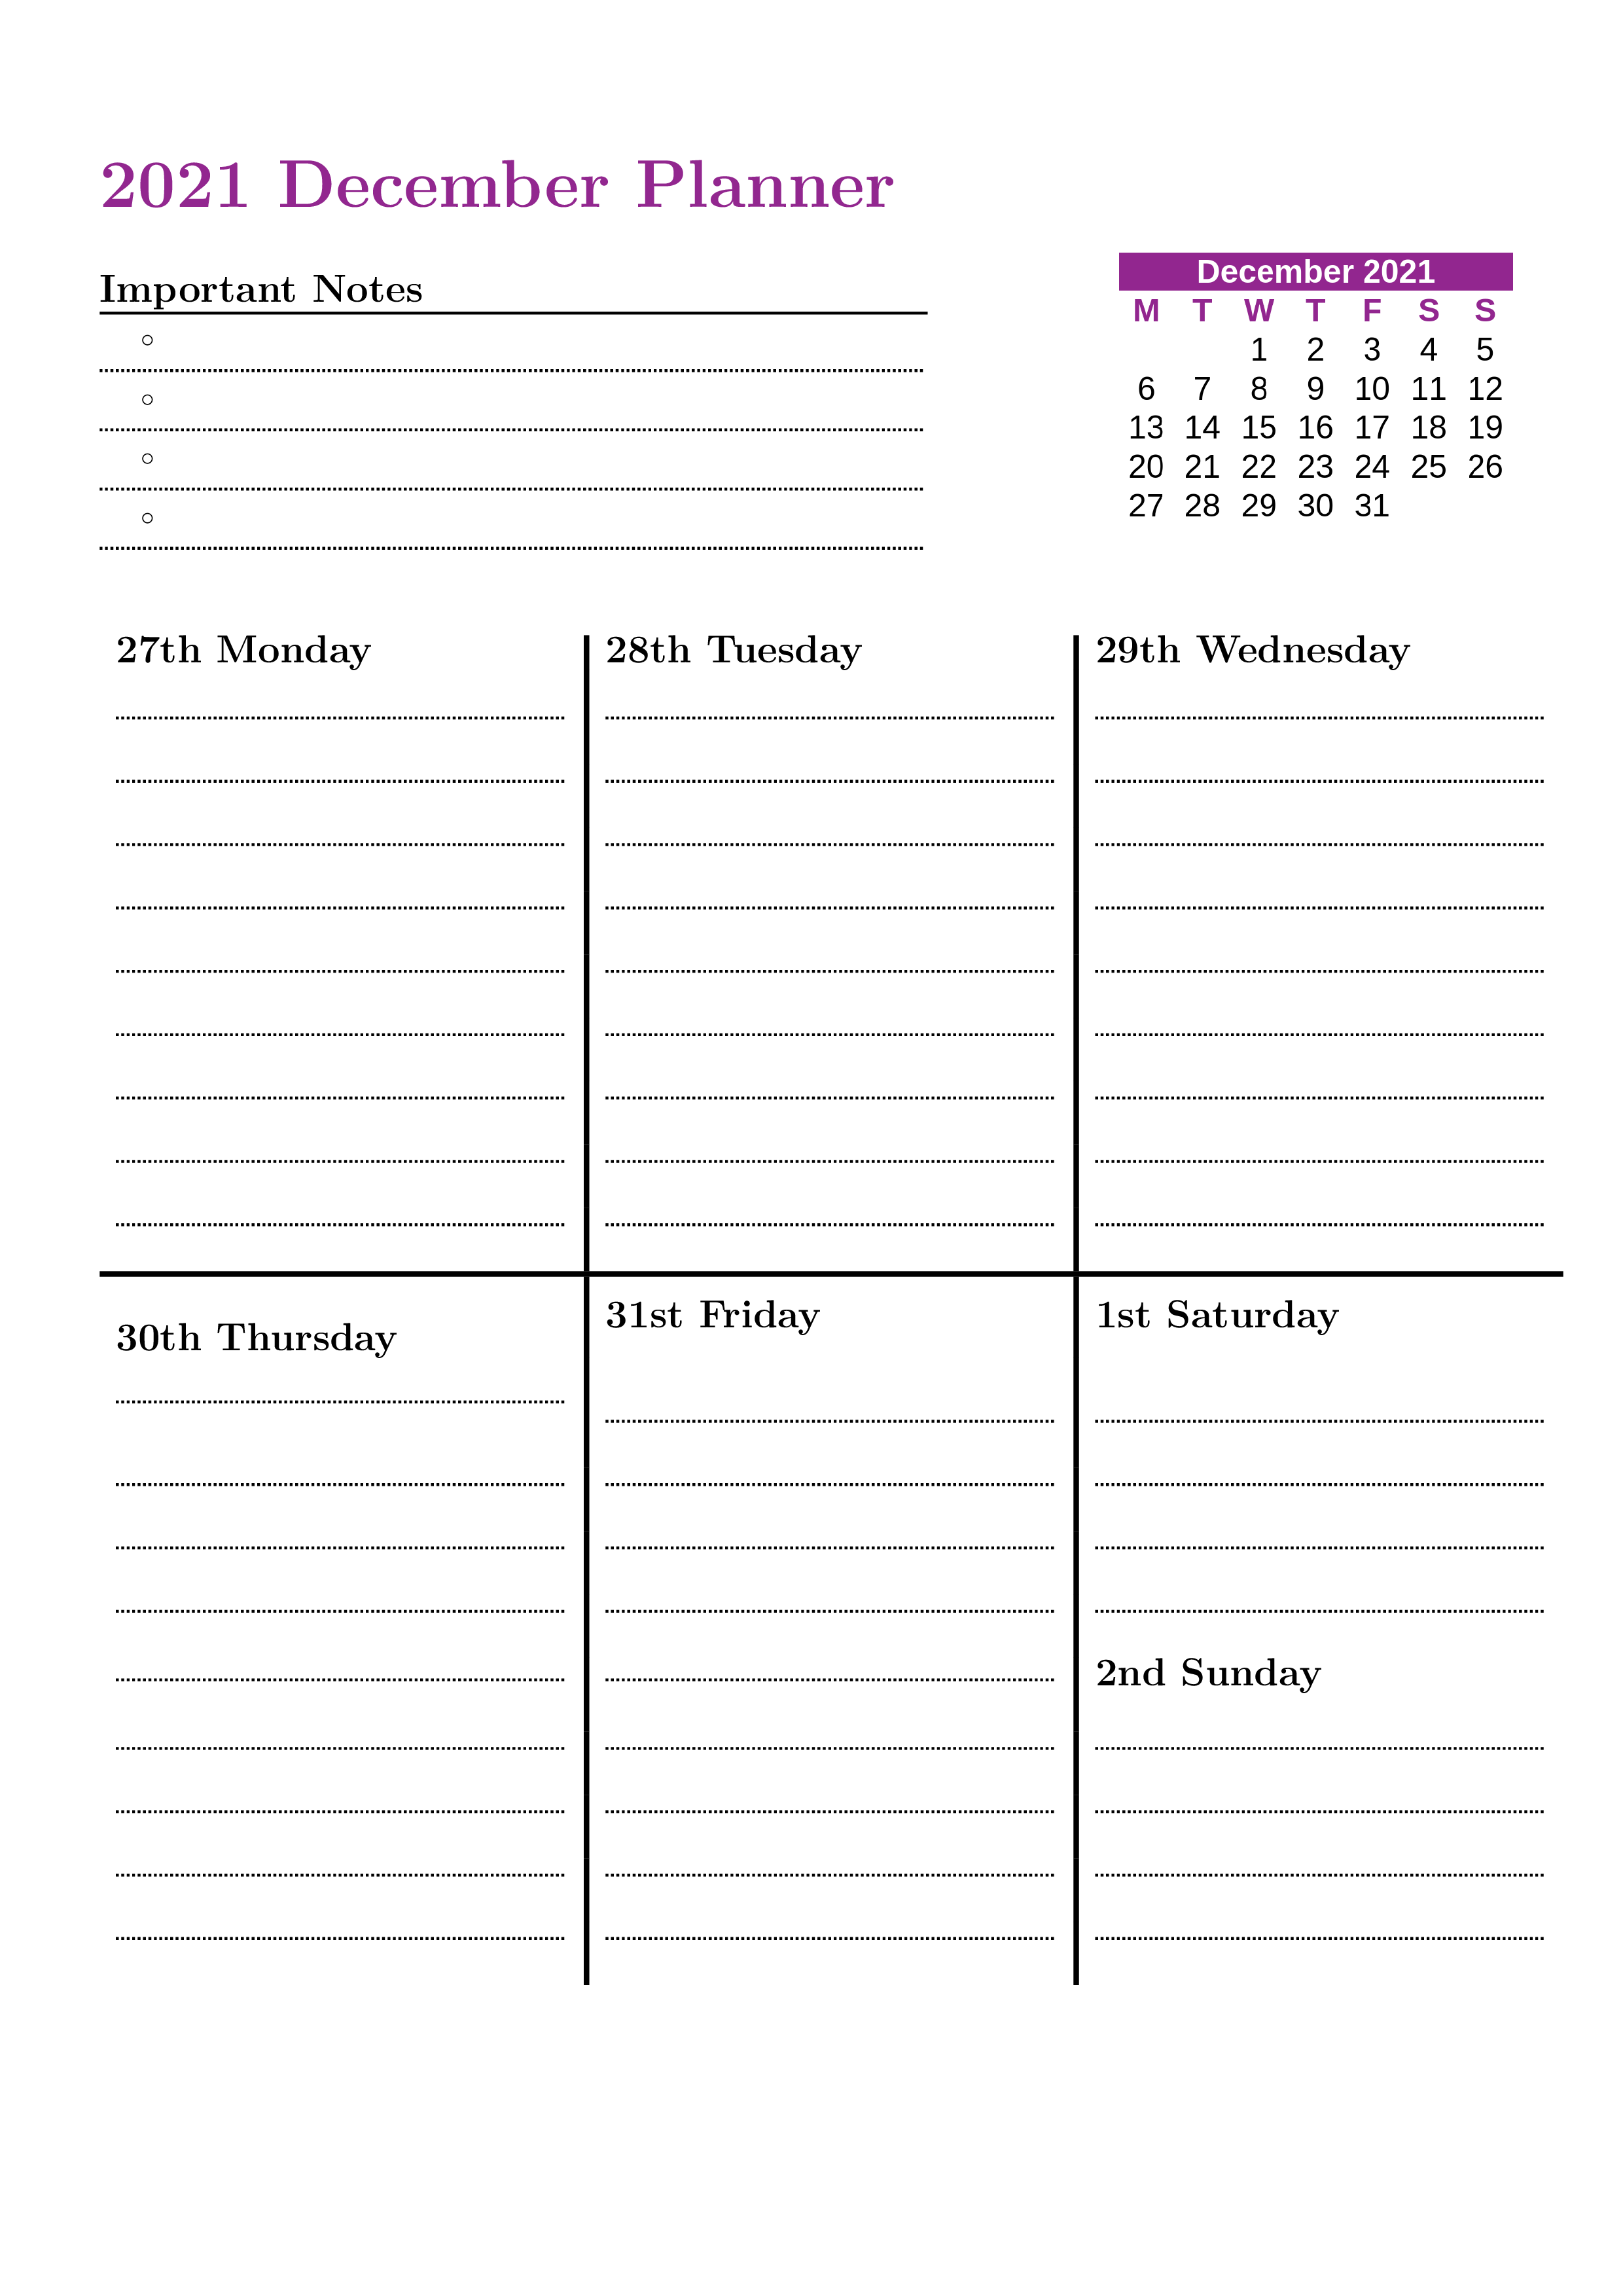 2021 December Planner
Important Notes
December 2021
M T W T F S S
1 2 3 4 5
6 7 8 9 10 11 12
13 14 15 16 17 18 19
20 21 22 23 24 25 26
27 28 29 30 31
27th Monday
28th Tuesday
29th Wednesday
30th Thursday
31st Friday
1st Saturday
2nd Sunday